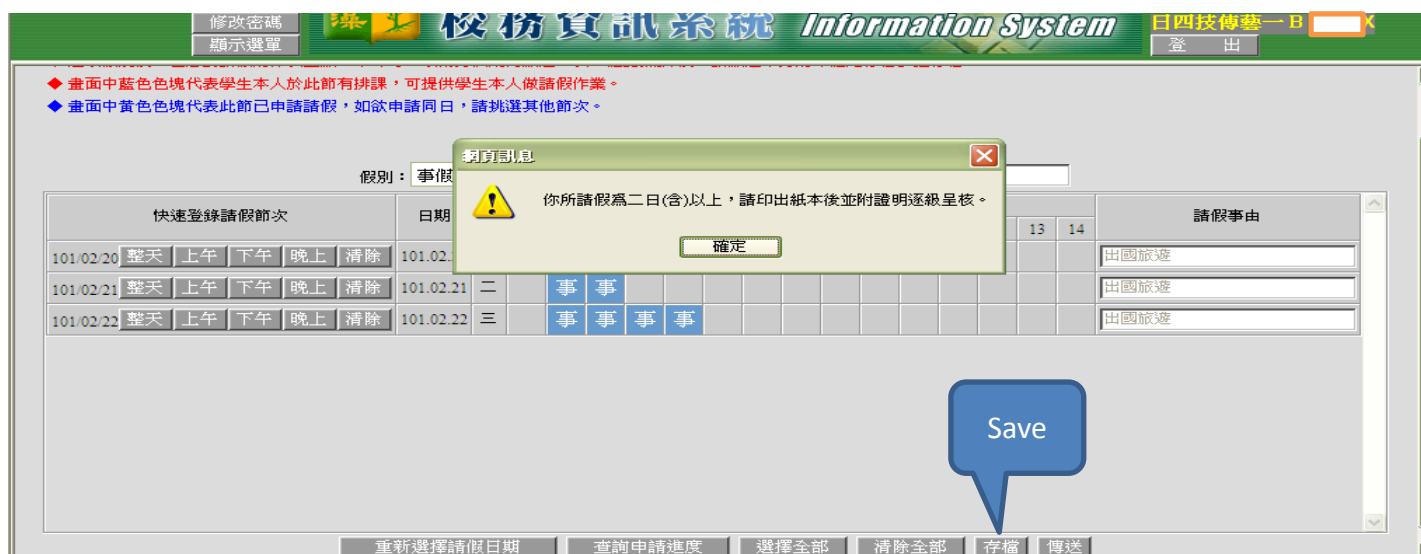 修改密碼
顯示選單
校務資訊系統 Information System
日四技傳藝一 B
登 出
◆ 畫面中藍色色塊代表學生本人於此節有排課，可提供學生本人做請假作業。
◆ 畫面中黃色色塊代表此節已申請請假，如欲申請同日，請挑選其他節次。
網頁訊息
你所請假為二日(含)以上，請印出紙本後並附證明逐級呈核。
確定
假別： 事假
快速登錄請假節次 日期 13 14 請假事由
101/02/20 整天 上午 下午 晚上 清除 101.02. 出國旅遊
101/02/21 整天 上午 下午 晚上 清除 101.02.21 二 事 事 出國旅遊
101/02/22 整天 上午 下午 晚上 清除 101.02.22 三 事 事 事 事 出國旅遊
Save
重新選擇請假日期 查詢申請進度 選擇全部 清除全部 存檔 傳送